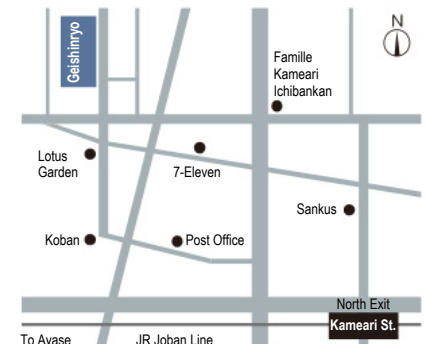 N
Geishinryo
Famille
Kameari
Ichibankan
Lotus
Garden
7-Eleven
Sankus
Koban
Post Office
North Exit
Kameari St.
To Ayase
JR Joban Line